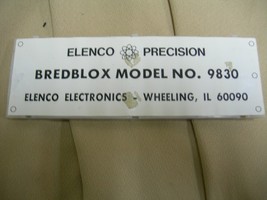 ELENCO PRECISION
BREDBLOX MODEL NO. 9830
ELENCO ELECTRONICS - WHEELING, IL 60090